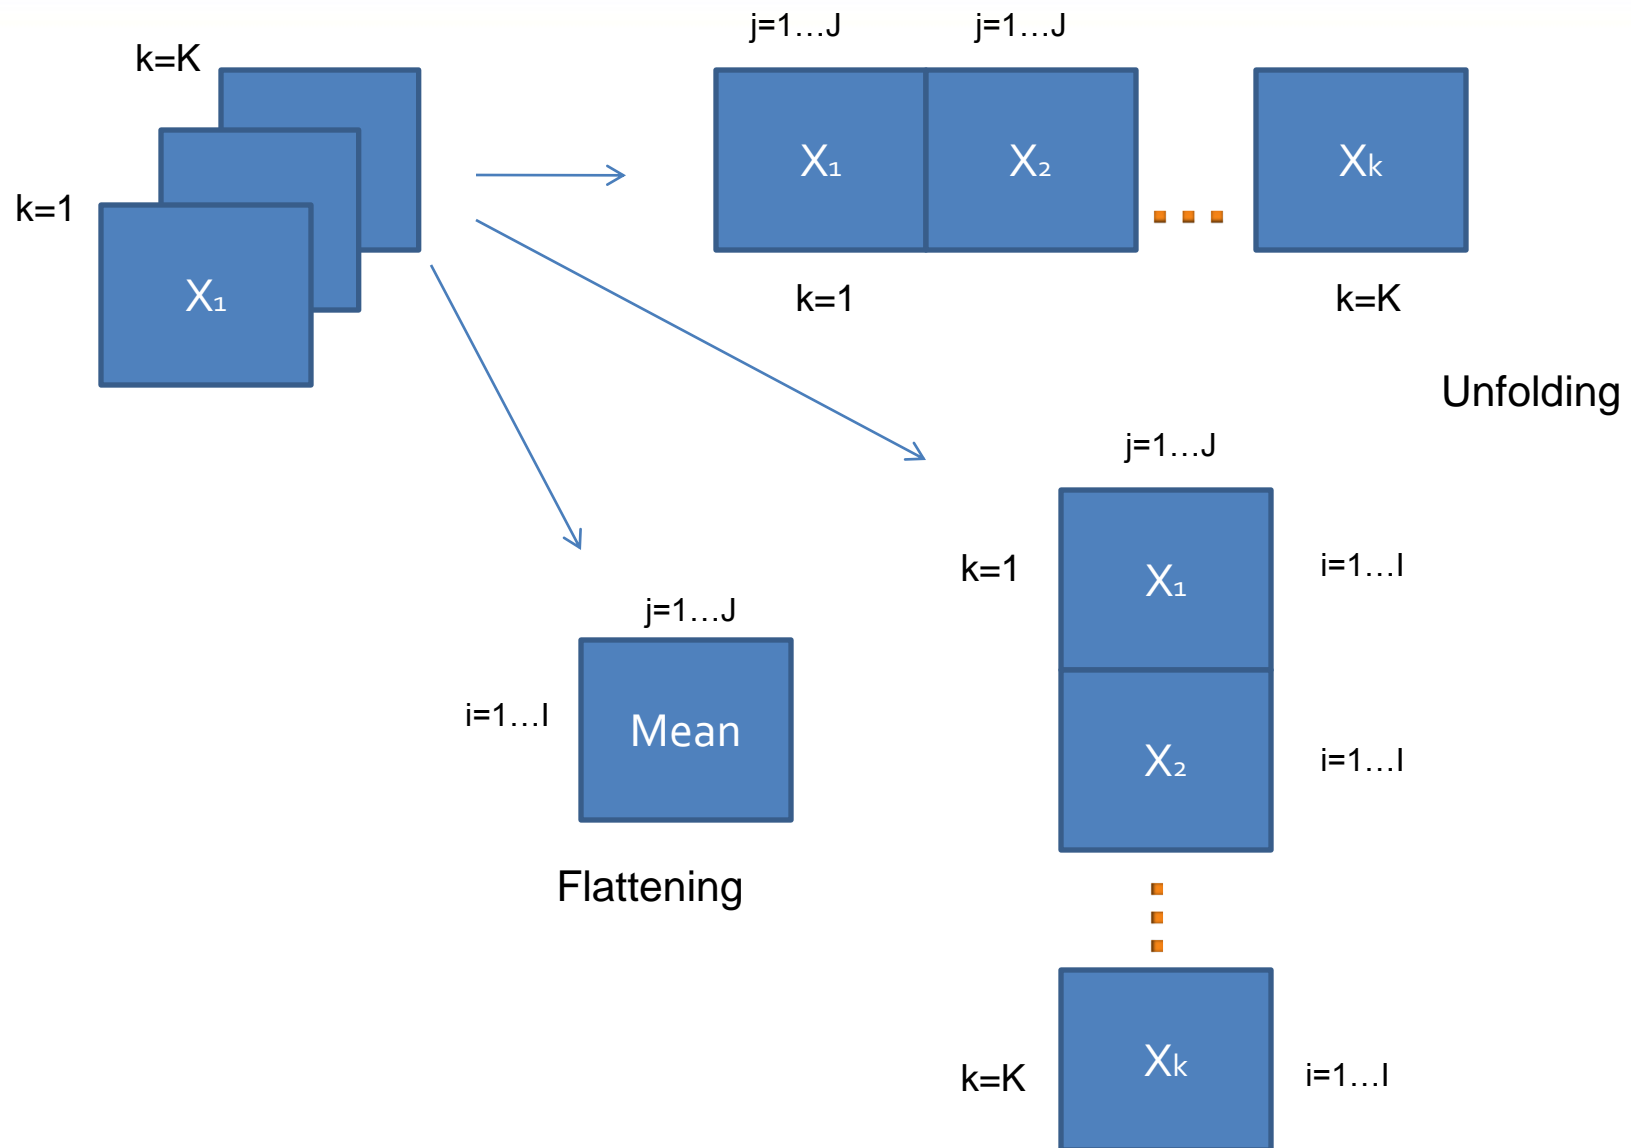 j=1...J
j=1...J
k=K
X₁
X₂
Xk
k=1
X₁
k=1
k=K
Unfolding
j=1...J
k=1
X₁
i=1...I
j=1...J
i=1...I
Mean
X₂
i=1...I
Flattening
k=K
Xk
i=1...I